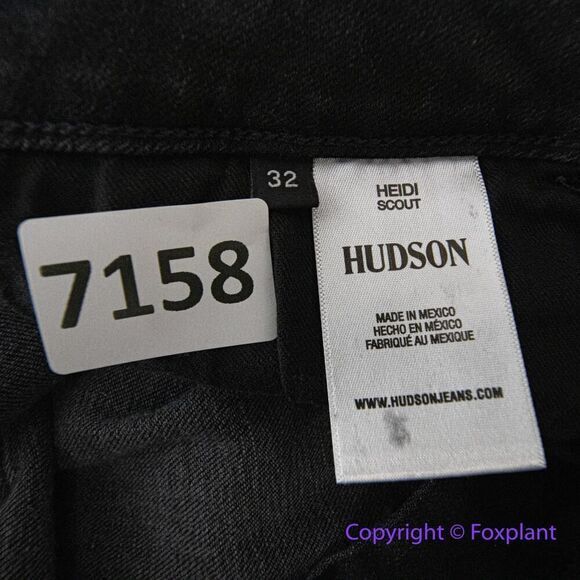 32
7158
HEIDI
SCOUT
HUDSON
MADE IN MEXICO
HECHO EN MÉXICO
FABRIQUÉ AU MEXIQUE
WWW.HUDSONJEANS.COM
Copyright © Foxplant